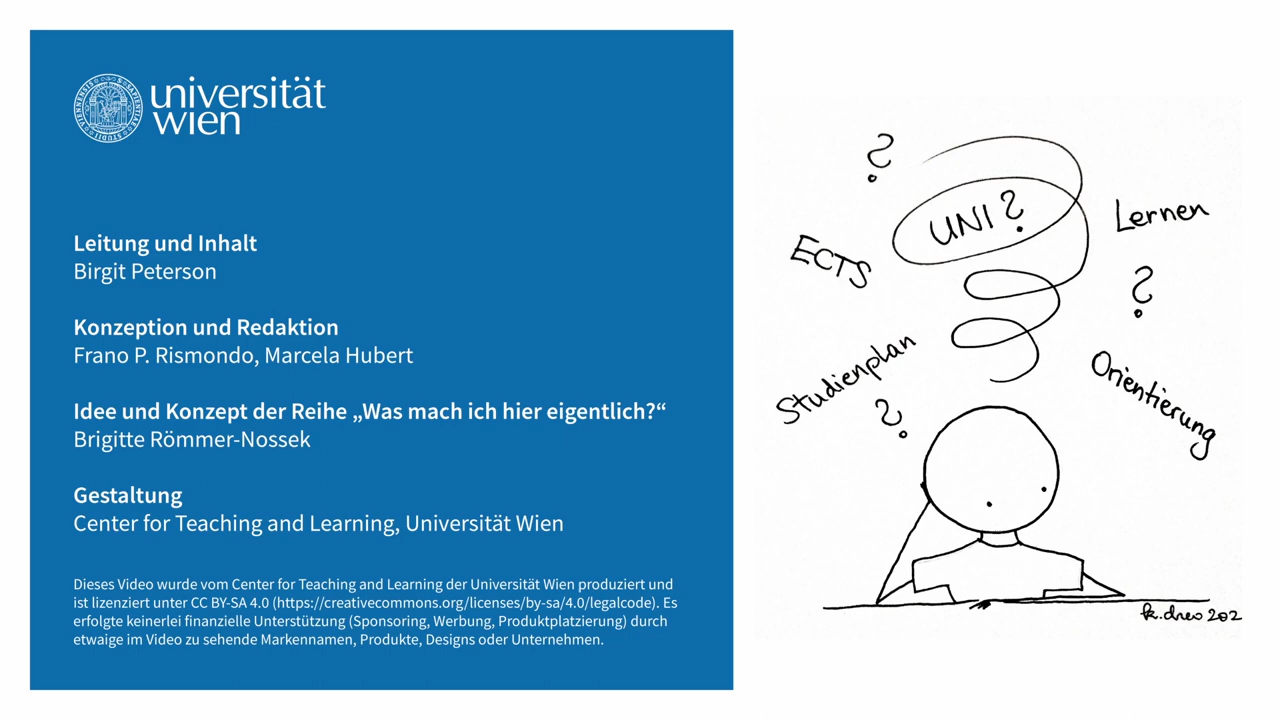 universität
wien
Leitung und Inhalt
Birgit Peterson
Konzeption und Redaktion
Frano P. Rismondo, Marcela Hubert
Idee und Konzept der Reihe „Was mach ich hier eigentlich?“
Brigitte Römmer-Nossek
Gestaltung
Center for Teaching and Learning, Universität Wien
Dieses Video wurde vom Center for Teaching and Learning der Universität Wien produziert und
ist lizenziert unter CC BY-SA 4.0 (https://creativecommons.org/licenses/by-sa/4.0/legalcode). Es
erfolgte keinerlei finanzielle Unterstützung (Sponsoring, Werbung, Produktplatzierung) durch
etwaige im Video zu sehende Markennamen, Produkte, Designs oder Unternehmen.
?
UNI?
Lernen
ECTS
?
Studienplan
?
Orientierung